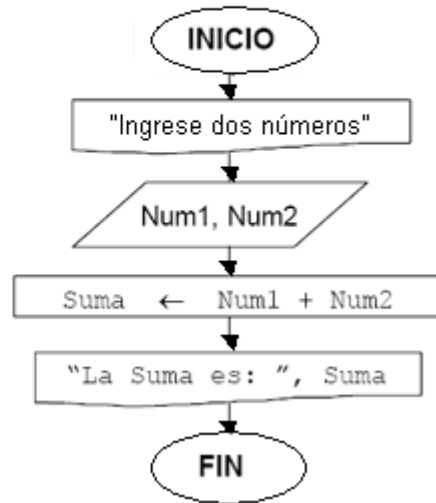 INICIO
"Ingrese dos números"
Num1, Num2
Suma ← Num1 + Num2
“La Suma es: ”, Suma
FIN